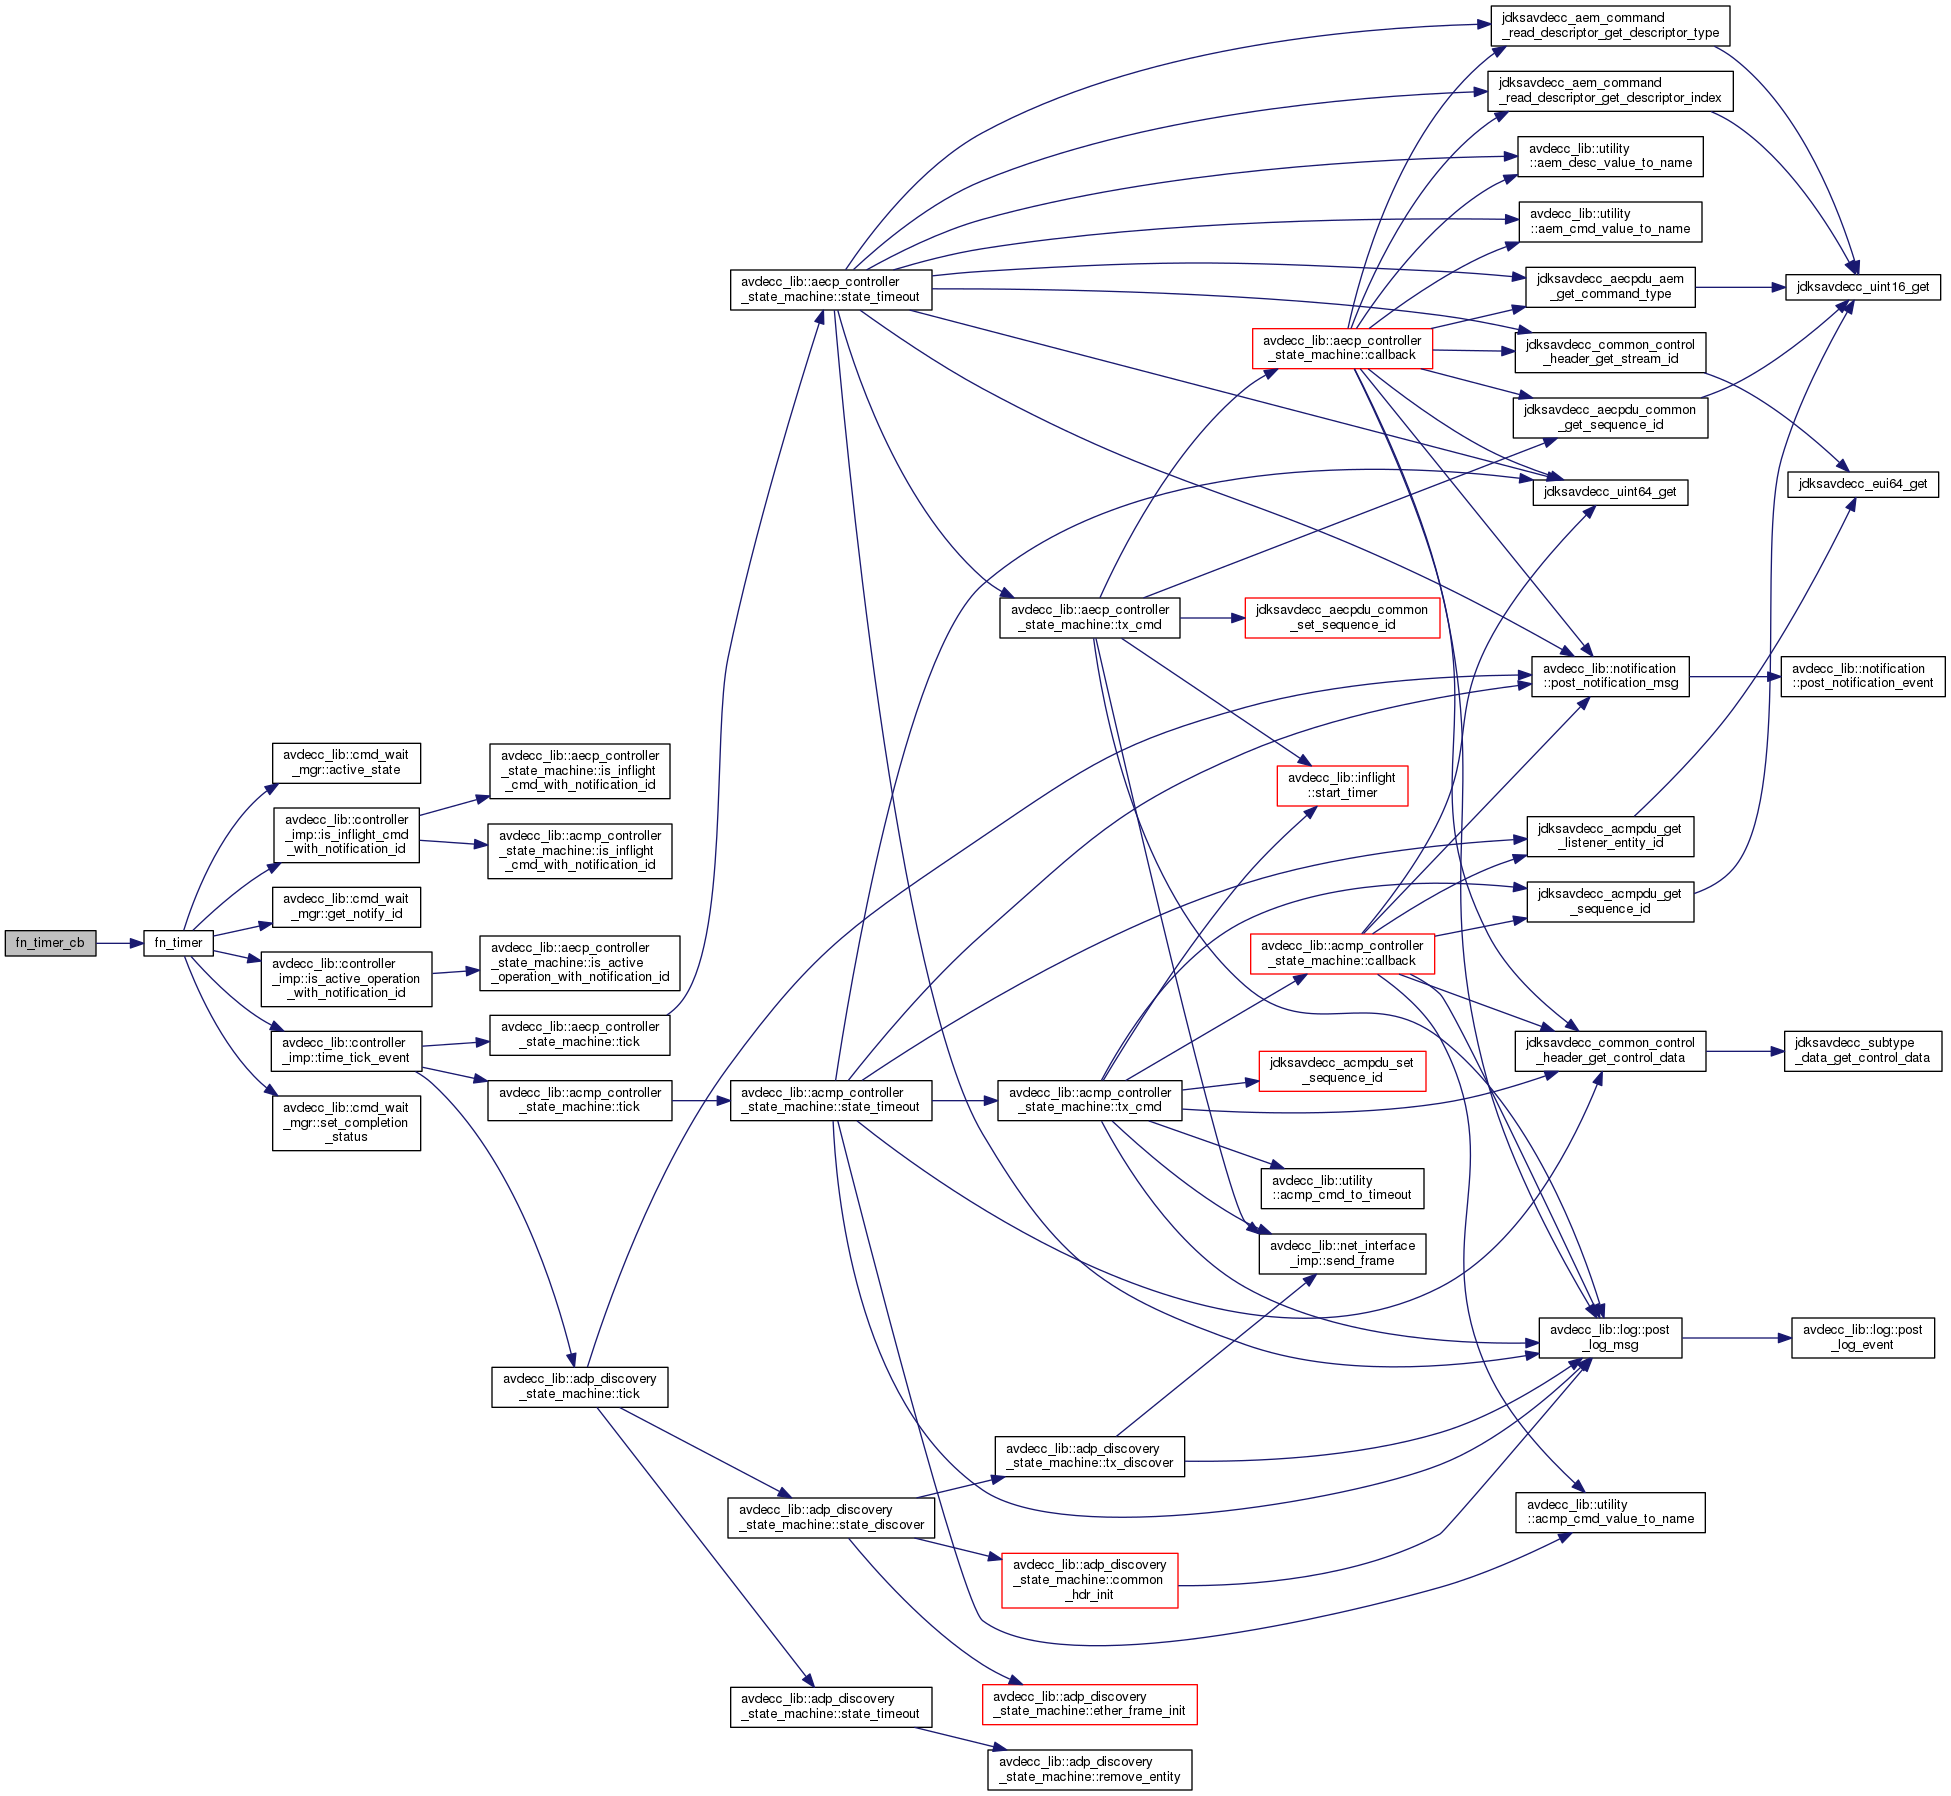 fn_timer_cb
fn_timer
avdecc_lib::cmd_wait
_mgr::active_state
avdecc_lib::controller
_imp::is_inflight_cmd
_with_notification_id
avdecc_lib::cmd_wait
_mgr::get_notify_id
avdecc_lib::controller
_imp::is_active_operation
_with_notification_id
avdecc_lib::controller
_imp::time_tick_event
avdecc_lib::cmd_wait
_mgr::set_completion
_status
avdecc_lib::aecp_controller
_state_machine::is_inflight
_cmd_with_notification_id
avdecc_lib::acmp_controller
_state_machine::is_inflight
_cmd_with_notification_id
avdecc_lib::aecp_controller
_state_machine::is_active
_operation_with_notification_id
avdecc_lib::aecp_controller
_state_machine::tick
avdecc_lib::acmp_controller
_state_machine::tick
avdecc_lib::adp_discovery
_state_machine::tick
avdecc_lib::aecp_controller
_state_machine::state_timeout
avdecc_lib::acmp_controller
_state_machine::state_timeout
avdecc_lib::adp_discovery
_state_machine::state_discover
avdecc_lib::adp_discovery
_state_machine::state_timeout
avdecc_lib::aecp_controller
_state_machine::tx_cmd
avdecc_lib::acmp_controller
_state_machine::tx_cmd
avdecc_lib::adp_discovery
_state_machine::tx_discover
avdecc_lib::adp_discovery
_state_machine::common
_hdr_init
avdecc_lib::adp_discovery
_state_machine::ether_frame_init
avdecc_lib::adp_discovery
_state_machine::remove_entity
avdecc_lib::aecp_controller
_state_machine::callback
jdksavdecc_aecpdu_common
_set_sequence_id
avdecc_lib::inflight
::start_timer
avdecc_lib::acmp_controller
_state_machine::callback
jdksavdecc_acmpdu_set
_sequence_id
avdecc_lib::utility
::acmp_cmd_to_timeout
avdecc_lib::net_interface
_imp::send_frame
jdksavdecc_aem_command
_read_descriptor_get_descriptor_type
jdksavdecc_aem_command
_read_descriptor_get_descriptor_index
avdecc_lib::utility
::aem_desc_value_to_name
avdecc_lib::utility
::aem_cmd_value_to_name
jdksavdecc_aecpdu_aem
_get_command_type
jdksavdecc_common_control
_header_get_stream_id
jdksavdecc_aecpdu_common
_get_sequence_id
jdksavdecc_uint64_get
avdecc_lib::notification
::post_notification_msg
jdksavdecc_acmpdu_get
_listener_entity_id
jdksavdecc_acmpdu_get
_sequence_id
jdksavdecc_common_control
_header_get_control_data
avdecc_lib::log::post
_log_msg
avdecc_lib::utility
::acmp_cmd_value_to_name
jdksavdecc_uint16_get
jdksavdecc_eui64_get
avdecc_lib::notification
::post_notification_event
jdksavdecc_subtype
_data_get_control_data
avdecc_lib::log::post
_log_event